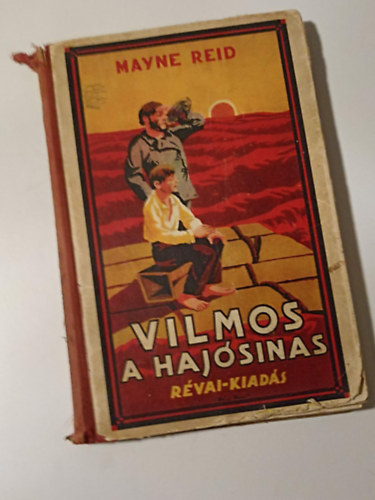 MAYNE REID
VILMOS
A HAJÓSINAS
RÉVAI-KIADÁS